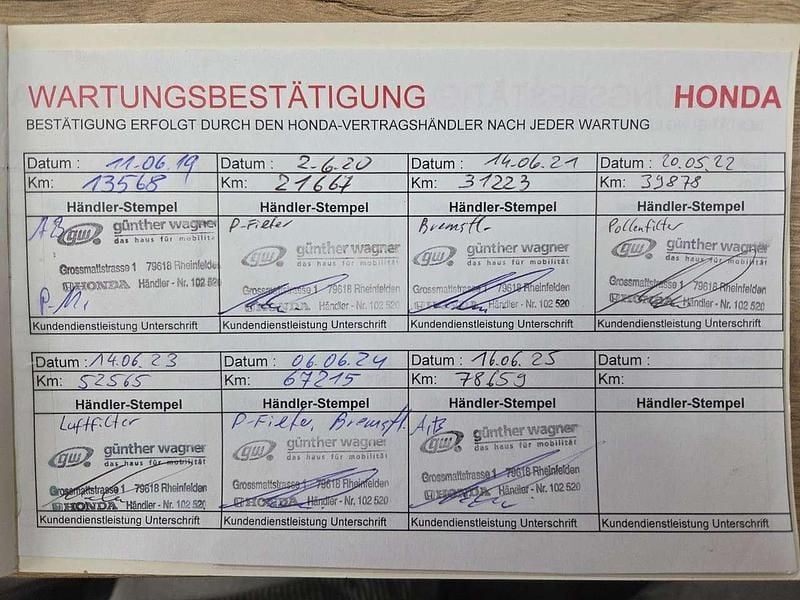 WARTUNGSBESTÄTIGUNG HONDA
BESTÄTIGUNG ERFOLGT DURCH DEN HONDA-VERTRAGSHÄNDLER NACH JEDER WARTUNG
Datum : 11.06.19
Km: 13568
Händler-Stempel
A,B
gw. günther wagner
das haus für mobilität
Grossmattstrasse 1 79618 Rheinfelden
HONDA Händler - Nr. 102 520
Kundendienstleistung Unterschrift
Datum : 2.6.20
Km: 21667
Händler-Stempel
P-Filter
gw. günther wagner
das haus für mobilität
Grossmattstrasse 1 79618 Rheinfelden
HONDA Händler - Nr. 102 520
Kundendienstleistung Unterschrift
Datum : 14.06.21
Km: 31223
Händler-Stempel
Bremsfl.
gw. günther wagner
das haus für mobilität
Grossmattstrasse 1 79618 Rheinfelden
HONDA Händler - Nr. 102 520
Kundendienstleistung Unterschrift
Datum : 20.05.22
Km: 39878
Händler-Stempel
Pollenfilter
gw. günther wagner
das haus für mobilität
Grossmattstrasse 1 79618 Rheinfelden
HONDA Händler - Nr. 102 520
Kundendienstleistung Unterschrift
Datum : 14.06.23
Km: 52565
Händler-Stempel
Luftfilter
gw. günther wagner
das haus für mobilität
Grossmattstrasse 1 79618 Rheinfelden
HONDA Händler - Nr. 102 520
Kundendienstleistung Unterschrift
Datum : 06.06.24
Km: 67215
Händler-Stempel
P-Filter, Bremsfl.
gw. günther wagner
das haus für mobilität
Grossmattstrasse 1 79618 Rheinfelden
HONDA Händler - Nr. 102 520
Kundendienstleistung Unterschrift
Datum : 16.06.25
Km: 78659
Händler-Stempel
A,B
gw. günther wagner
das haus für mobilität
Grossmattstrasse 1 79618 Rheinfelden
HONDA Händler - Nr. 102 520
Kundendienstleistung Unterschrift
Datum :
Km:
Händler-Stempel
Kundendienstleistung Unterschrift